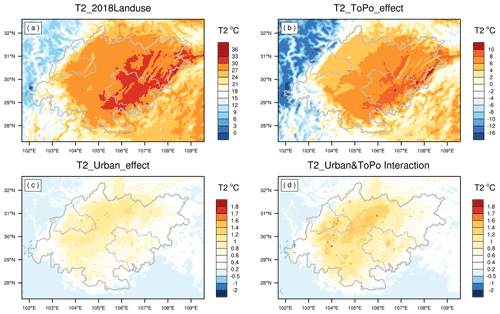 T2_2018Landuse
( a )
32°N
31°N
30°N
29°N
28°N
102°E 103°E 104°E 105°E 106°E 107°E 108°E 109°E
T2 °C
36
33
30
27
24
21
18
15
12
9
6
3
0
T2_ToPo_effect
( b )
32°N
31°N
30°N
29°N
28°N
102°E 103°E 104°E 105°E 106°E 107°E 108°E 109°E
T2 °C
10
8
6
4
2
0
-2
-4
-6
-8
-10
-12
-14
-16
T2_Urban_effect
( c )
32°N
31°N
30°N
29°N
28°N
102°E 103°E 104°E 105°E 106°E 107°E 108°E 109°E
T2 °C
1.8
1.7
1.6
1.4
1.2
1
0.8
0.6
0.4
0.2
-0.5
-1
-2
T2_Urban&ToPo Interaction
( d )
32°N
31°N
30°N
29°N
28°N
102°E 103°E 104°E 105°E 106°E 107°E 108°E 109°E
T2 °C
1.8
1.7
1.6
1.4
1.2
1
0.8
0.6
0.4
0.2
-0.5
-1
-2